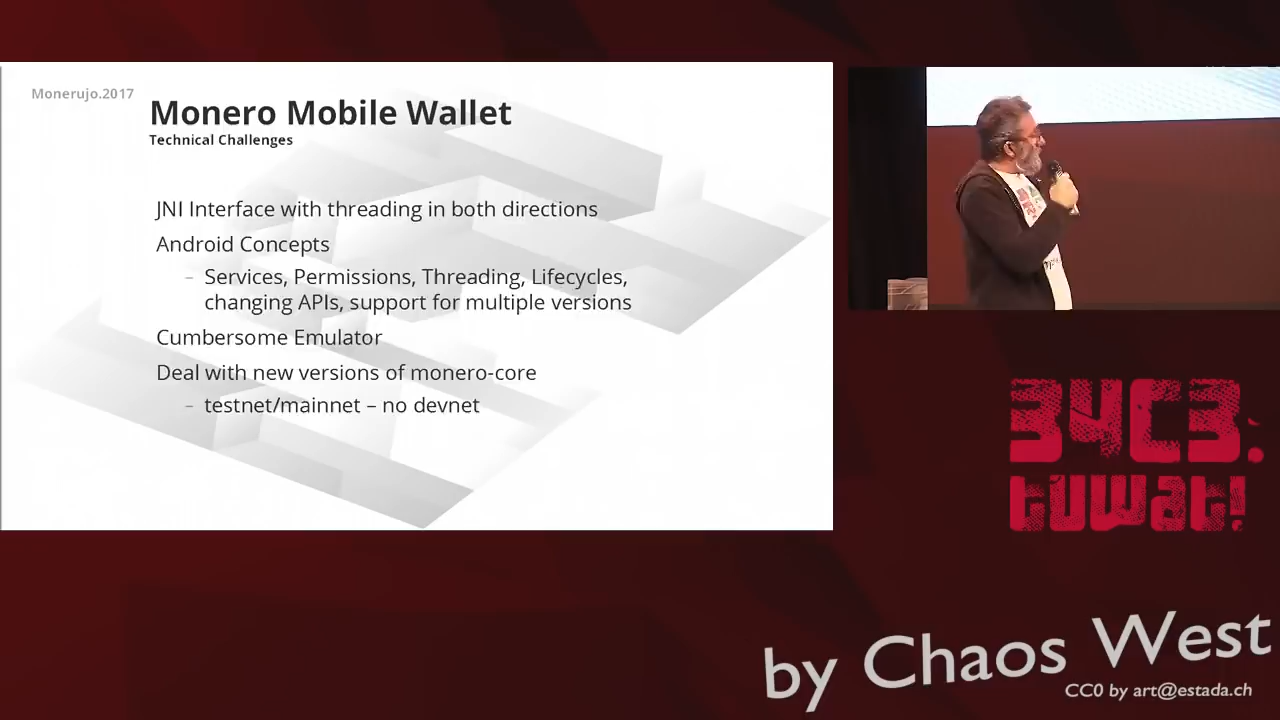 Monerujo.2017
Monero Mobile Wallet
Technical Challenges
JNI Interface with threading in both directions
Android Concepts
– Services, Permissions, Threading, Lifecycles,
changing APIs, support for multiple versions
Cumbersome Emulator
Deal with new versions of monero-core
– testnet/mainnet – no devnet
34C3:
tuwat!
by Chaos West
CC0 by art@estada.ch